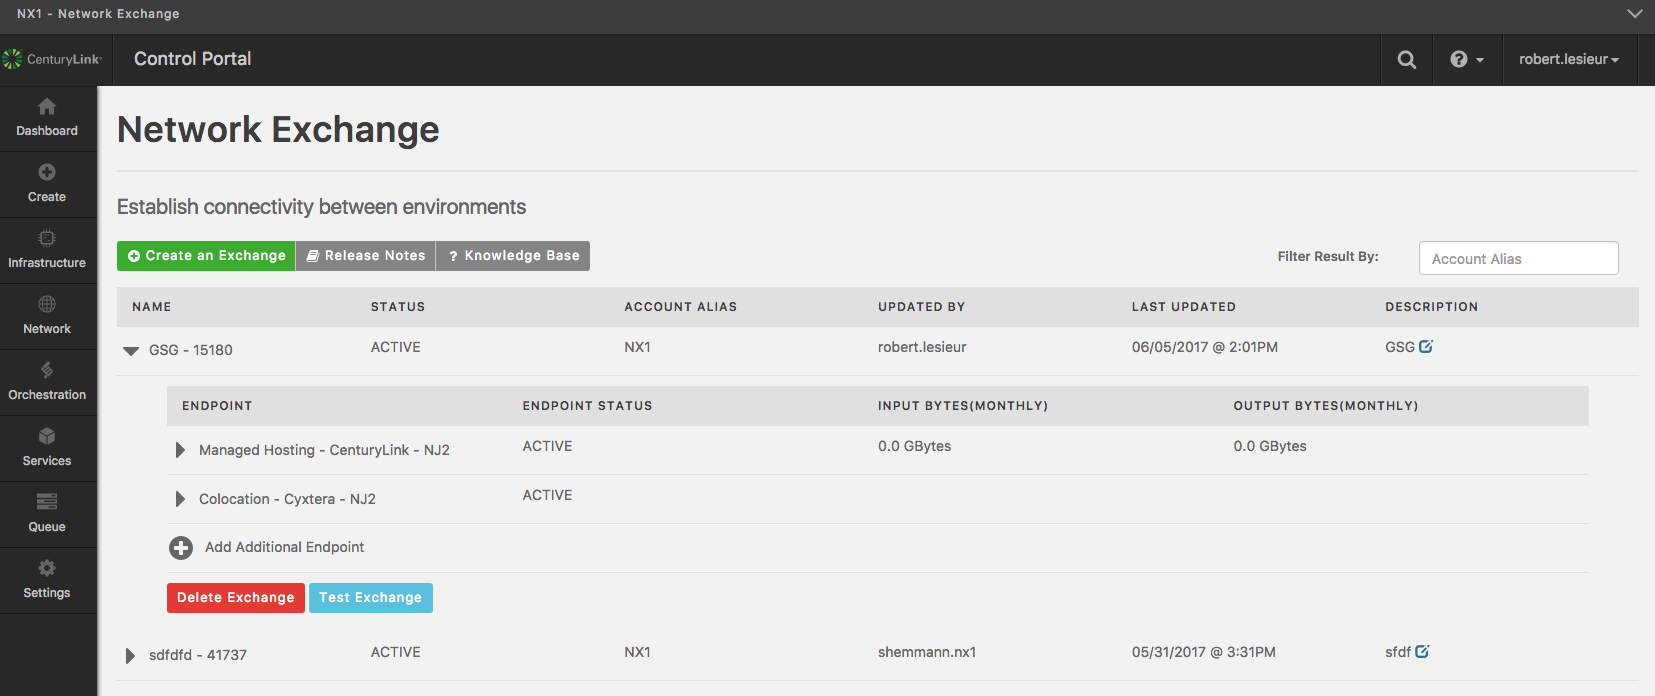 NX1 - Network Exchange
CenturyLink
Control Portal
robert.lesieur
Dashboard
Create
Infrastructure
Network
Orchestration
Services
Queue
Settings
Network Exchange
Establish connectivity between environments
Create an Exchange Release Notes ? Knowledge Base Filter Result By: Account Alias
NAME STATUS ACCOUNT ALIAS UPDATED BY LAST UPDATED DESCRIPTION
GSG - 15180 ACTIVE NX1 robert.lesieur 06/05/2017 @ 2:01PM GSG
ENDPOINT ENDPOINT STATUS INPUT BYTES(MONTHLY) OUTPUT BYTES(MONTHLY)
Managed Hosting - CenturyLink - NJ2 ACTIVE 0.0 GBytes 0.0 GBytes
Colocation - Cyxtera - NJ2 ACTIVE
Add Additional Endpoint
Delete Exchange Test Exchange
sdfdfd - 41737 ACTIVE NX1 shemmann.nx1 05/31/2017 @ 3:31PM sfdf